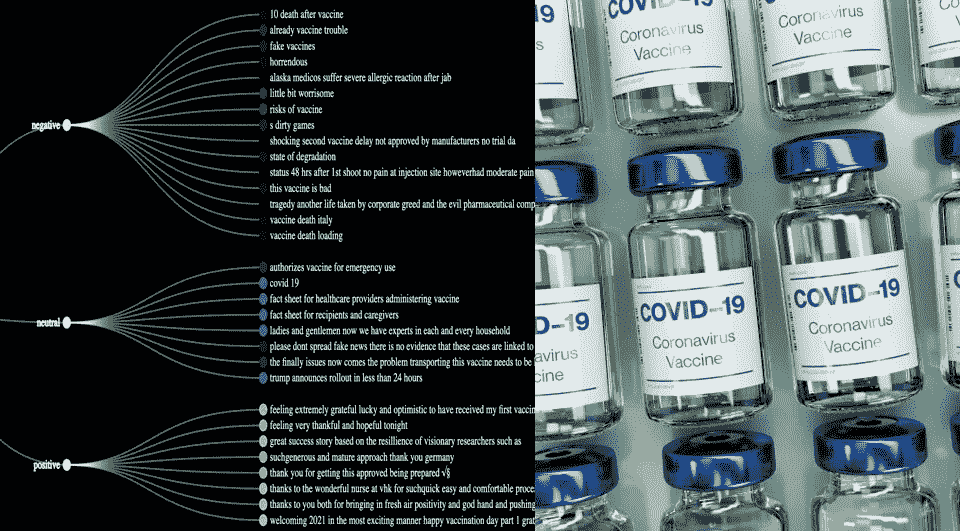 10 death after vaccine
already vaccine trouble
fake vaccines
horrendous
alaska medicos suffer severe allergic reaction after jab
little bit worrisome
risks of vaccine
negative
s dirty games
shocking second vaccine delay not approved by manufacturers no trial da
state of degradation
status 48 hrs after 1st shoot no pain at injection site howeverhad moderate pain
this vaccine is bad
tragedy another life taken by corporate greed and the evil pharmaceutical comp
vaccine death italy
vaccine death loading
authorizes vaccine for emergency use
covid 19
fact sheet for healthcare providers administering vaccine
fact sheet for recipients and caregivers
neutral
ladies and gentlemen now we have experts in each and every household
please dont spread fake news there is no evidence that these cases are linked to
the finally issues now comes the problem transporting this vaccine needs to be
trump announces rollout in less than 24 hours
feeling extremely grateful lucky and optimistic to have received my first vaccin
feeling very thankful and hopeful tonight
great success story based on the resillience of visionary researchers such as
suchgenerous and mature approach thank you germany
positive
thank you for getting this approved being prepared √§
thanks to the wonderful nurse at vhk for suchquick easy and comfortable proce
thanks to you both for bringing in fresh air positivity and god hand and pushing
welcoming 2021 in the most exciting manner happy vaccination day part 1 grat
19
COVID-19
Coronavirus
Vaccine
Coronavirus
Vaccine
D-19
avirus
cine
COVID-19
Coronavirus
Vaccine
COVID-19
Coronavirus
Vaccine